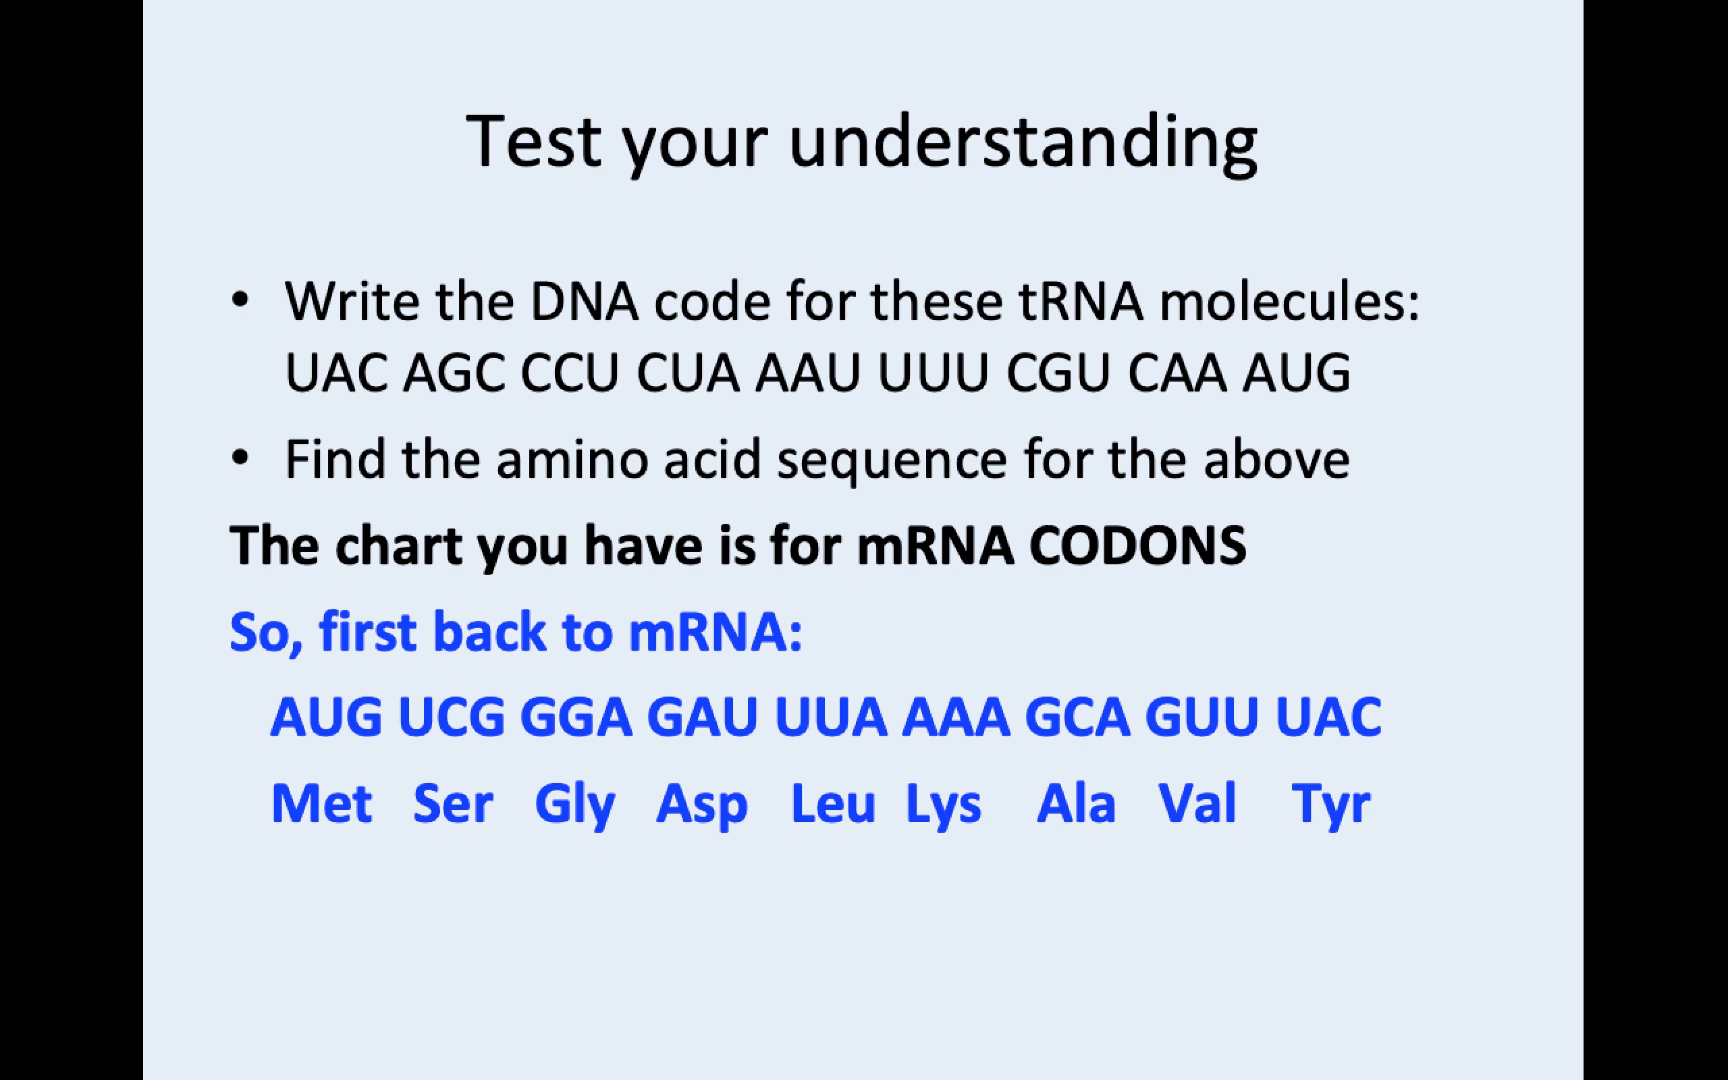 Test your understanding
• Write the DNA code for these tRNA molecules:
UAC AGC CCU CUA AAU UUU CGU CAA AUG
• Find the amino acid sequence for the above
The chart you have is for mRNA CODONS
So, first back to mRNA:
AUG UCG GGA GAU UUA AAA GCA GUU UAC
Met Ser Gly Asp Leu Lys Ala Val Tyr